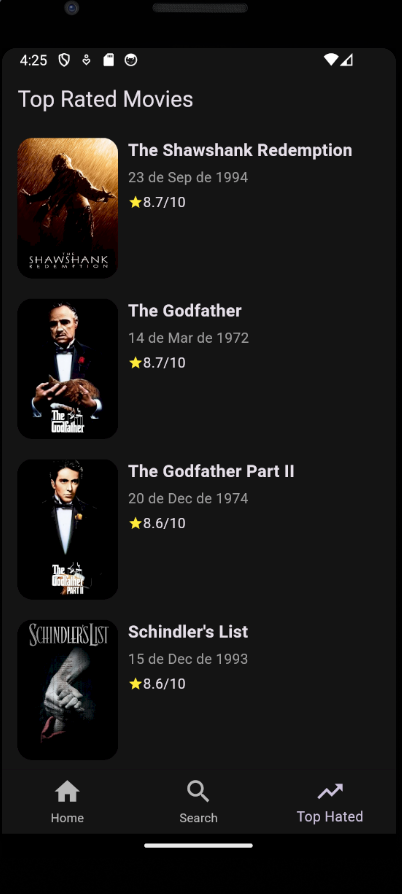 4:25
Top Rated Movies
The Shawshank Redemption
23 de Sep de 1994
8.7/10
THE
SHAWSHANK
REDEMPTION
The Godfather
14 de Mar de 1972
8.7/10
The
Godfather
The Godfather Part II
20 de Dec de 1974
8.6/10
The
Godfather
PART II
Schindler's List
15 de Dec de 1993
8.6/10
SCHINDLER'S LIST
Home
Search
Top Hated